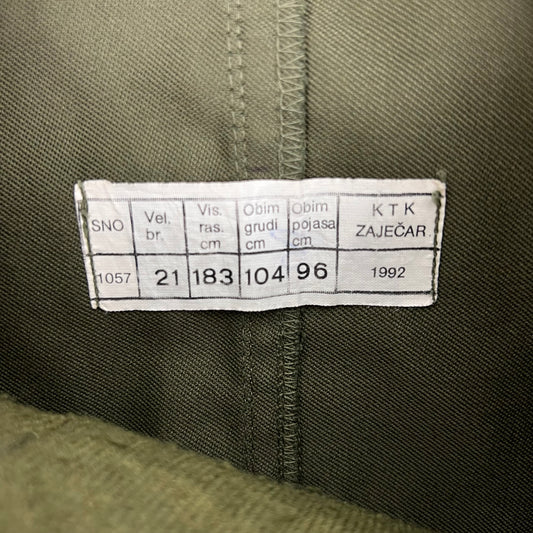 SNO Vel. br. Vis. ras. cm Obim grudi cm Obim pojasa cm K T K ZAJEČAR.
1057 21 183 104 96 1992